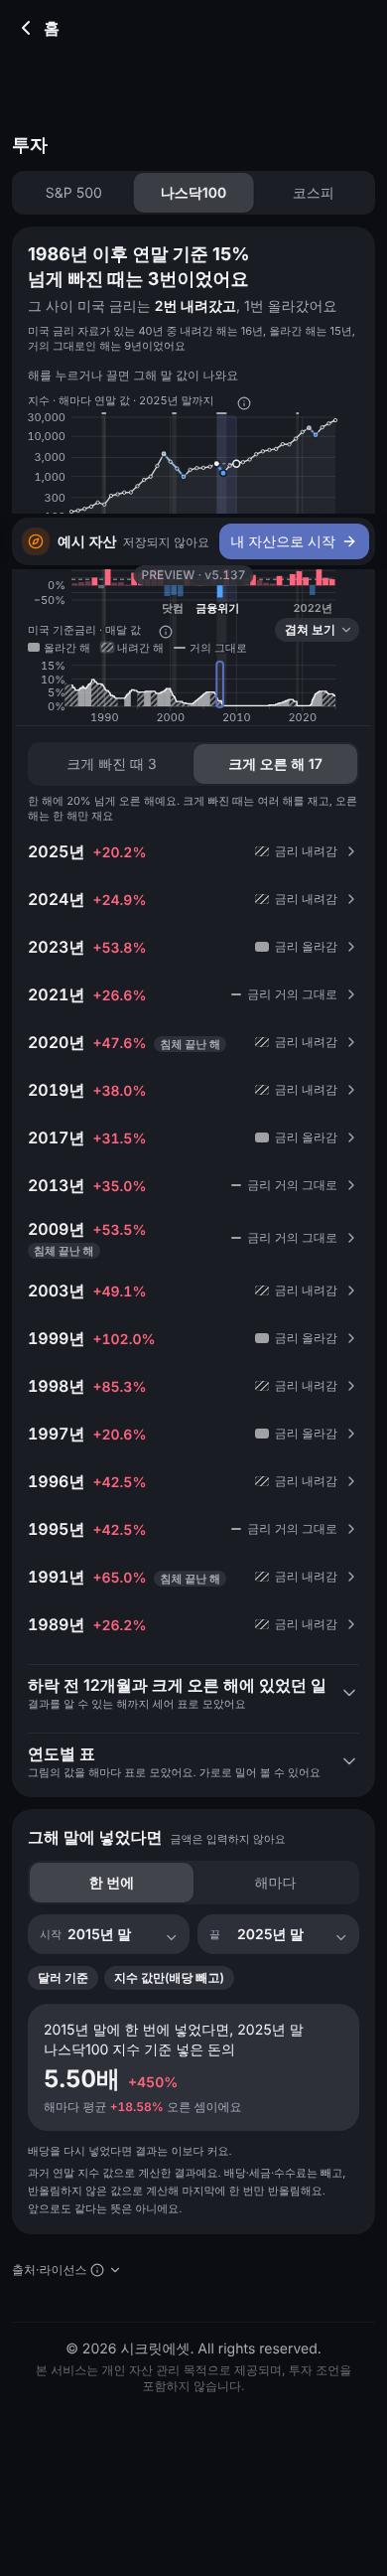 홈
투자
S&P 500
나스닥100
코스피
1986년 이후 연말 기준 15%
넘게 빠진 때는 3번이었어요
그 사이 미국 금리는 2번 내려갔고, 1번 올라갔어요
미국 금리 자료가 있는 40년 중 내려간 해는 16년, 올라간 해는 15년,
거의 그대로인 해는 9년이었어요
해를 누르거나 끌면 그해 말 값이 나와요
지수 · 해마다 연말 값 · 2025년 말까지
30,000
10,000
3,000
1,000
300
예시 자산 저장되지 않아요
내 자산으로 시작
PREVIEW · v5.137
0%
−50%
닷컴
금융위기
2022년
미국 기준금리 · 매달 값
겹쳐 보기
올라간 해
내려간 해
거의 그대로
15%
10%
5%
0%
1990
2000
2010
2020
크게 빠진 때 3
크게 오른 해 17
한 해에 20% 넘게 오른 해예요. 크게 빠진 때는 여러 해를 재고, 오른
해는 한 해만 재요
2025년 +20.2% 금리 내려감
2024년 +24.9% 금리 내려감
2023년 +53.8% 금리 올라감
2021년 +26.6% 금리 거의 그대로
2020년 +47.6% 침체 끝난 해 금리 내려감
2019년 +38.0% 금리 내려감
2017년 +31.5% 금리 올라감
2013년 +35.0% 금리 거의 그대로
2009년 +53.5% 금리 거의 그대로
침체 끝난 해
2003년 +49.1% 금리 내려감
1999년 +102.0% 금리 올라감
1998년 +85.3% 금리 내려감
1997년 +20.6% 금리 올라감
1996년 +42.5% 금리 내려감
1995년 +42.5% 금리 거의 그대로
1991년 +65.0% 침체 끝난 해 금리 내려감
1989년 +26.2% 금리 내려감
하락 전 12개월과 크게 오른 해에 있었던 일
결과를 알 수 있는 해까지 세어 표로 모았어요
연도별 표
그림의 값을 해마다 표로 모았어요. 가로로 밀어 볼 수 있어요
그해 말에 넣었다면 금액은 입력하지 않아요
한 번에
해마다
시작 2015년 말
끝 2025년 말
달러 기준
지수 값만(배당 빼고)
2015년 말에 한 번에 넣었다면, 2025년 말
나스닥100 지수 기준 넣은 돈의
5.50배 +450%
해마다 평균 +18.58% 오른 셈이에요
배당을 다시 넣었다면 결과는 이보다 커요.
과거 연말 지수 값으로 계산한 결과예요. 배당·세금·수수료는 빼고,
반올림하지 않은 값으로 계산해 마지막에 한 번만 반올림해요.
앞으로도 같다는 뜻은 아니에요.
출처·라이선스
© 2026 시크릿에셋. All rights reserved.
본 서비스는 개인 자산 관리 목적으로 제공되며, 투자 조언을
포함하지 않습니다.